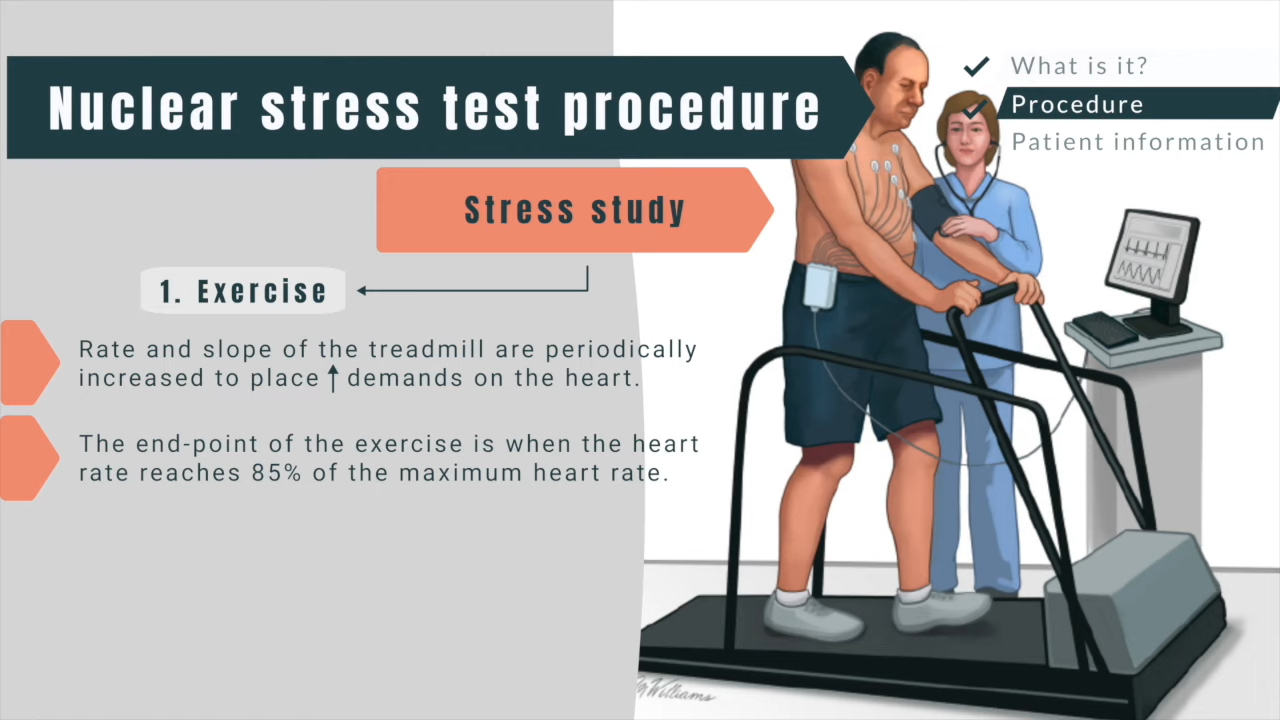 Nuclear stress test procedure
What is it?
Procedure
Patient information
Stress study
1. Exercise
Rate and slope of the treadmill are periodically
increased to place ↑ demands on the heart.
The end-point of the exercise is when the heart
rate reaches 85% of the maximum heart rate.
Williams